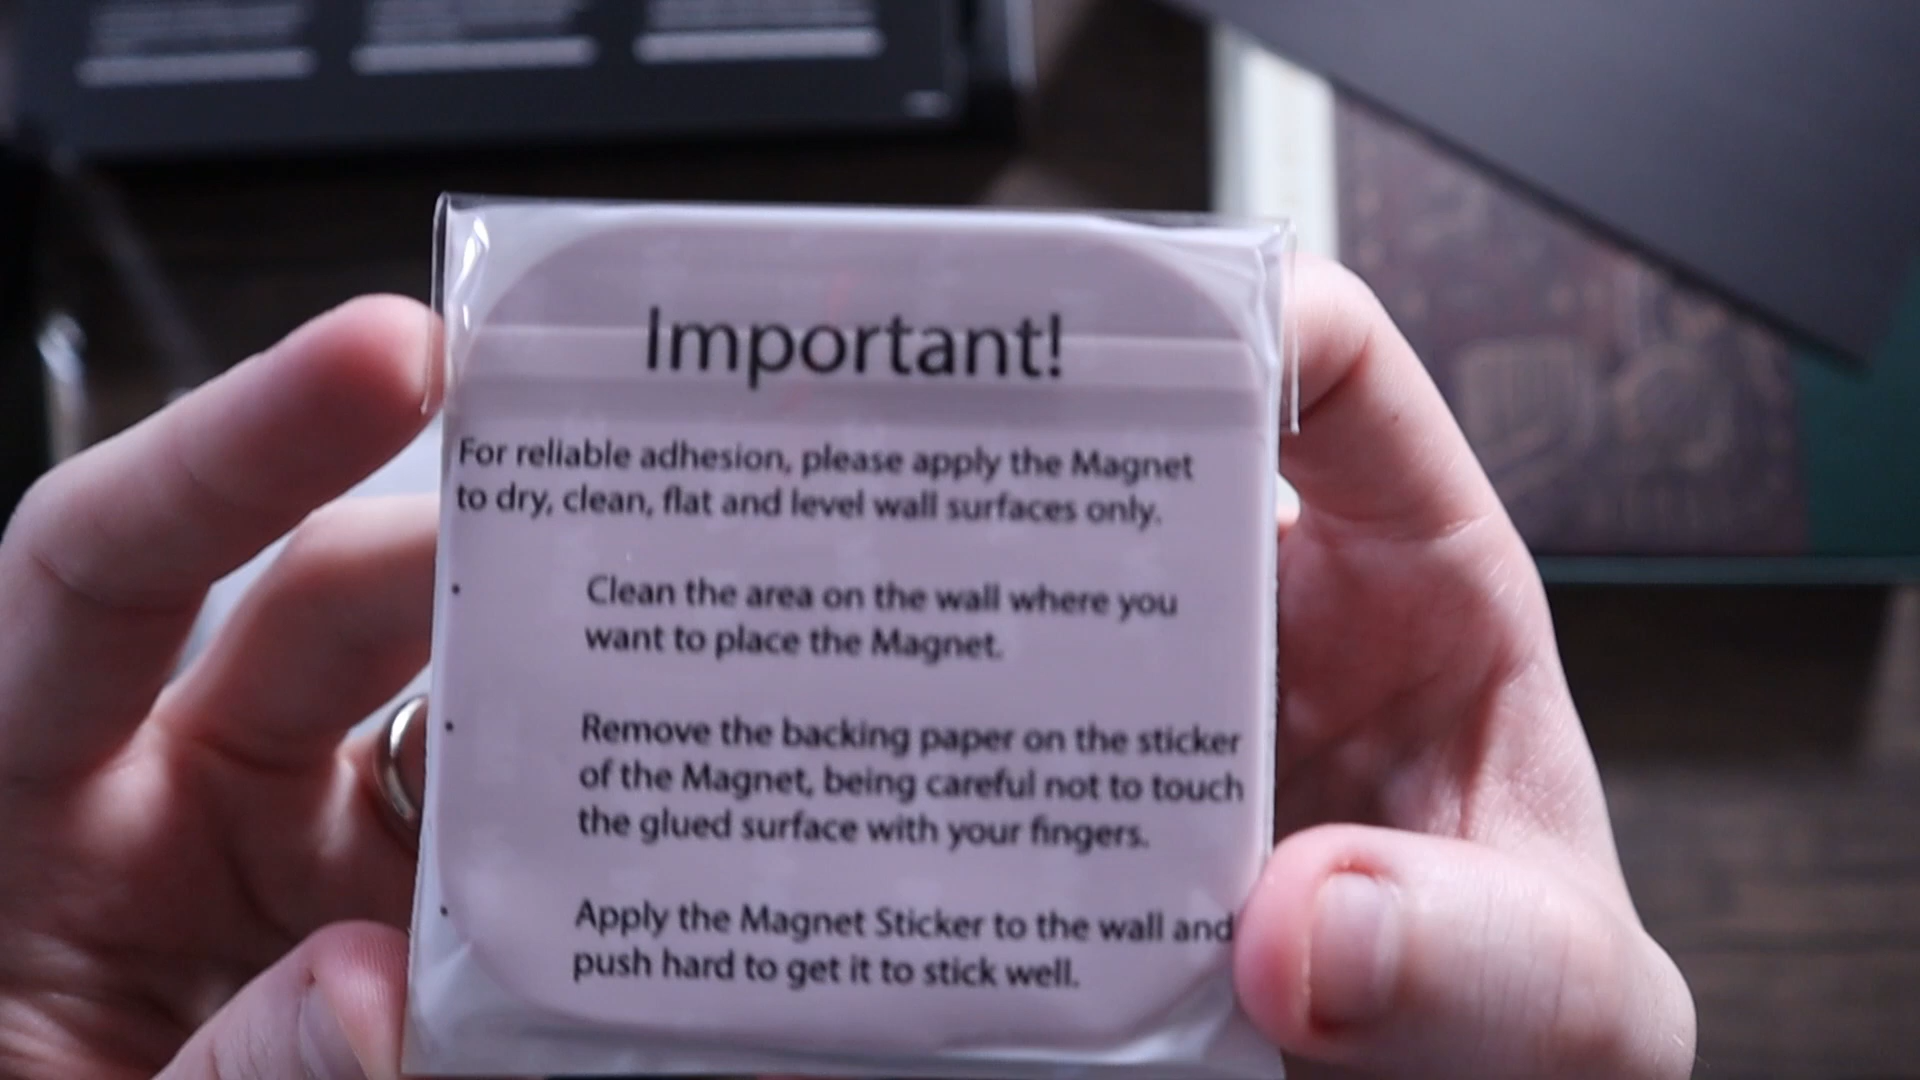 Important!
For reliable adhesion, please apply the Magnet
to dry, clean, flat and level wall surfaces only.
· Clean the area on the wall where you
want to place the Magnet.
· Remove the backing paper on the sticker
of the Magnet, being careful not to touch
the glued surface with your fingers.
· Apply the Magnet Sticker to the wall and
push hard to get it to stick well.